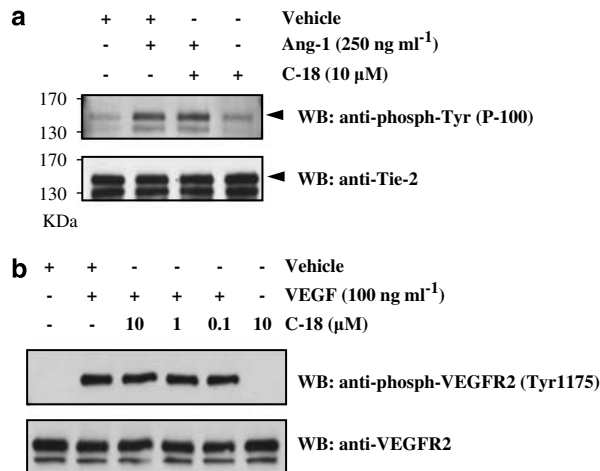 a
+ + - - Vehicle
- + + - Ang-1 (250 ng ml-1)
- - + + C-18 (10 µM)
170
130
WB: anti-phosph-Tyr (P-100)
170
130
WB: anti-Tie-2
KDa
b
+ + - - - - Vehicle
- + + + + - VEGF (100 ng ml-1)
- - 10 1 0.1 10 C-18 (µM)
WB: anti-phosph-VEGFR2 (Tyr1175)
WB: anti-VEGFR2